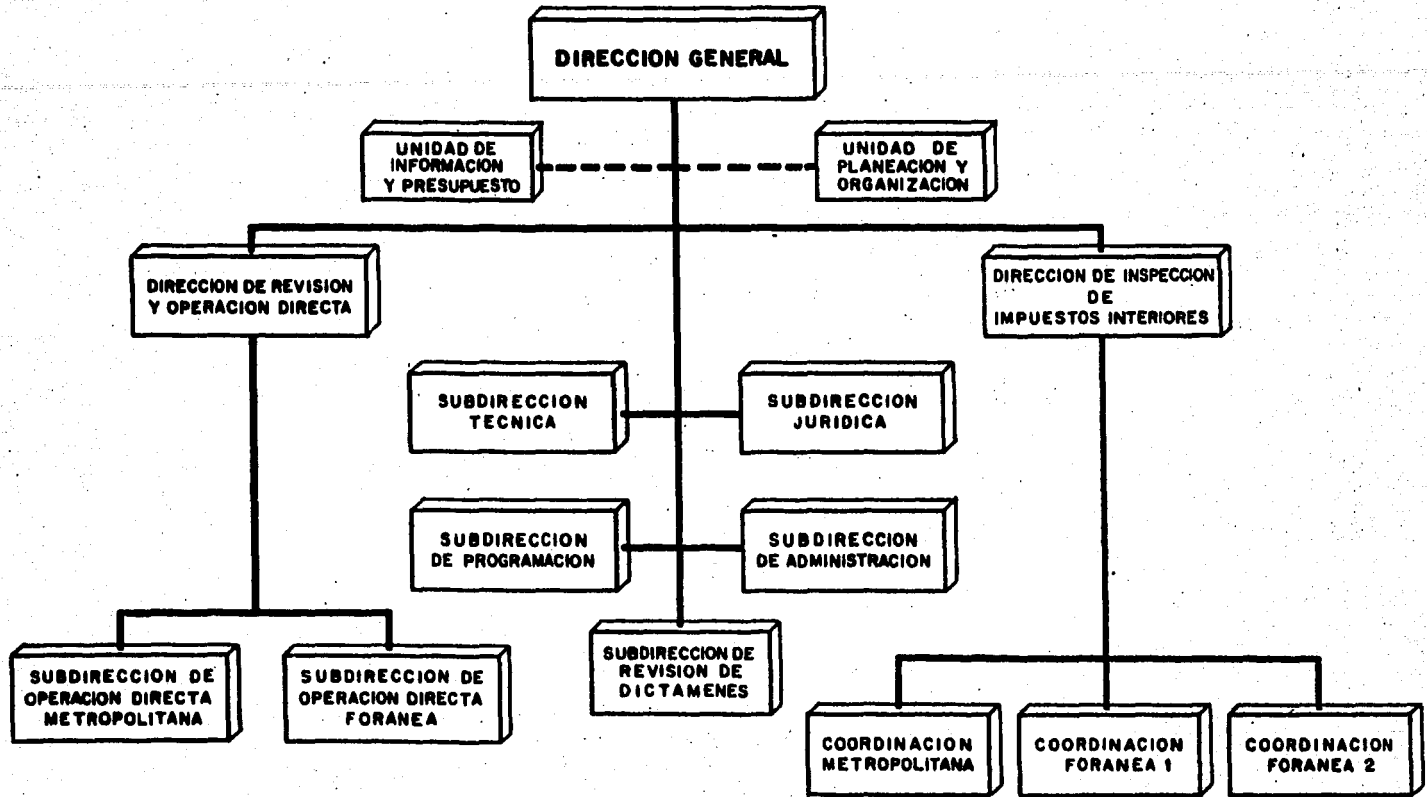 DIRECCION GENERAL
UNIDAD DE
INFORMACION
Y PRESUPUESTO
UNIDAD DE
PLANEACION Y
ORGANIZACION
DIRECCION DE REVISION
Y OPERACION DIRECTA
DIRECCION DE INSPECCION
DE
IMPUESTOS INTERIORES
SUBDIRECCION
TECNICA
SUBDIRECCION
JURIDICA
SUBDIRECCION
DE PROGRAMACION
SUBDIRECCION
DE ADMINISTRACION
SUBDIRECCION DE
OPERACION DIRECTA
METROPOLITANA
SUBDIRECCION DE
OPERACION DIRECTA
FORANEA
SUBDIRECCION DE
REVISION DE
DICTAMENES
COORDINACION
METROPOLITANA
COORDINACION
FORANEA 1
COORDINACION
FORANEA 2